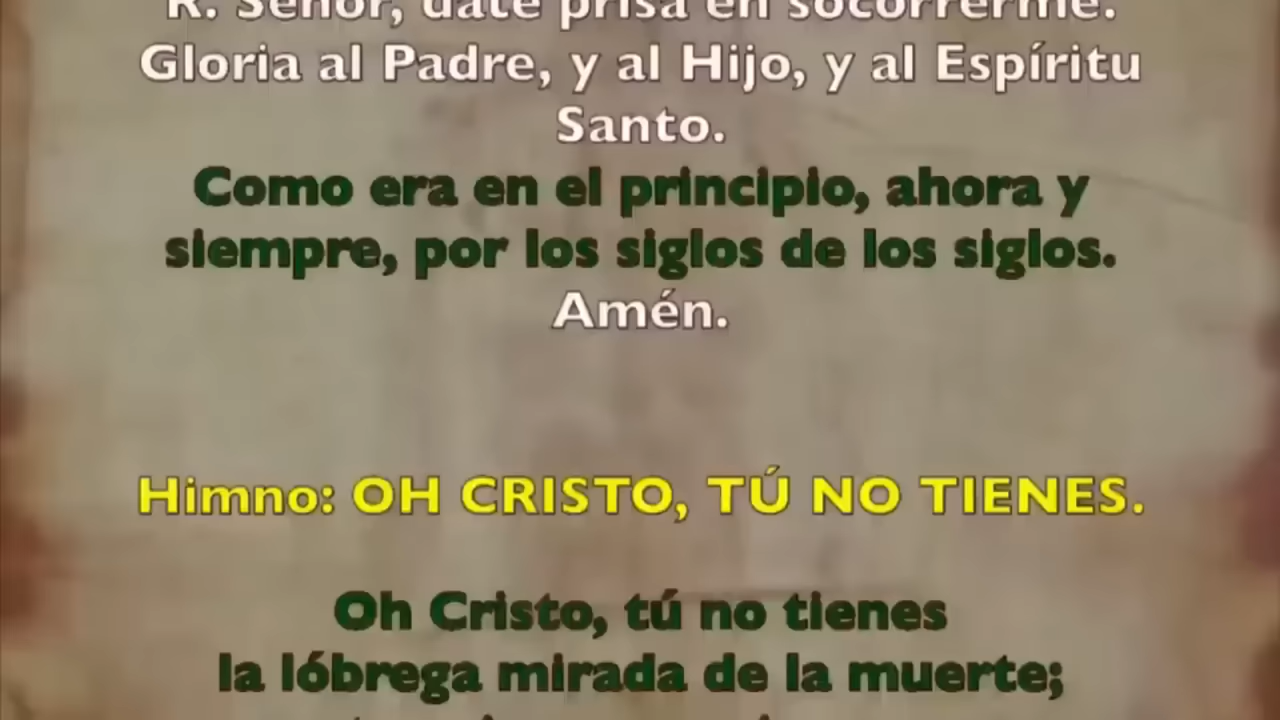 R. Señor, date prisa en socorrerme.
Gloria al Padre, y al Hijo, y al Espíritu
Santo.
Como era en el principio, ahora y
siempre, por los siglos de los siglos.
Amén.
Himno: OH CRISTO, TÚ NO TIENES.
Oh Cristo, tú no tienes
la lóbrega mirada de la muerte;